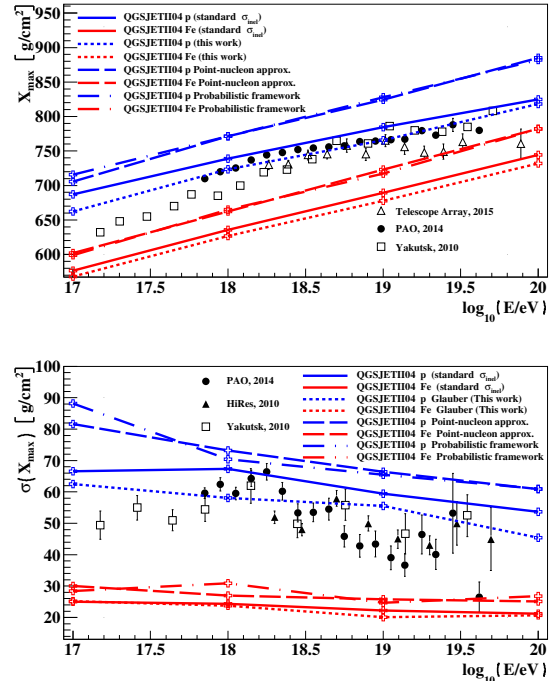 X_max [g/cm²]
950
900
850
800
750
700
650
600
QGSJETII04 p (standard σ_inel)
QGSJETII04 Fe (standard σ_inel)
QGSJETII04 p (this work)
QGSJETII04 Fe (this work)
QGSJETII04 p Point-nucleon approx.
QGSJETII04 Fe Point-nucleon approx.
QGSJETII04 p Probabilistic framework
QGSJETII04 Fe Probabilistic framework
Telescope Array, 2015
PAO, 2014
Yakutsk, 2010
17 17.5 18 18.5 19 19.5 20
log₁₀(E/eV)
σ(X_max) [g/cm²]
100
90
80
70
60
50
40
30
20
PAO, 2014
HiRes, 2010
Yakutsk, 2010
QGSJETII04 p (standard σ_inel)
QGSJETII04 Fe (standard σ_inel)
QGSJETII04 p Glauber (This work)
QGSJETII04 Fe Glauber (This work)
QGSJETII04 p Point-nucleon approx.
QGSJETII04 Fe Point-nucleon approx.
QGSJETII04 p Probabilistic framework
QGSJETII04 Fe Probabilistic framework
17 17.5 18 18.5 19 19.5 20
log₁₀(E/eV)